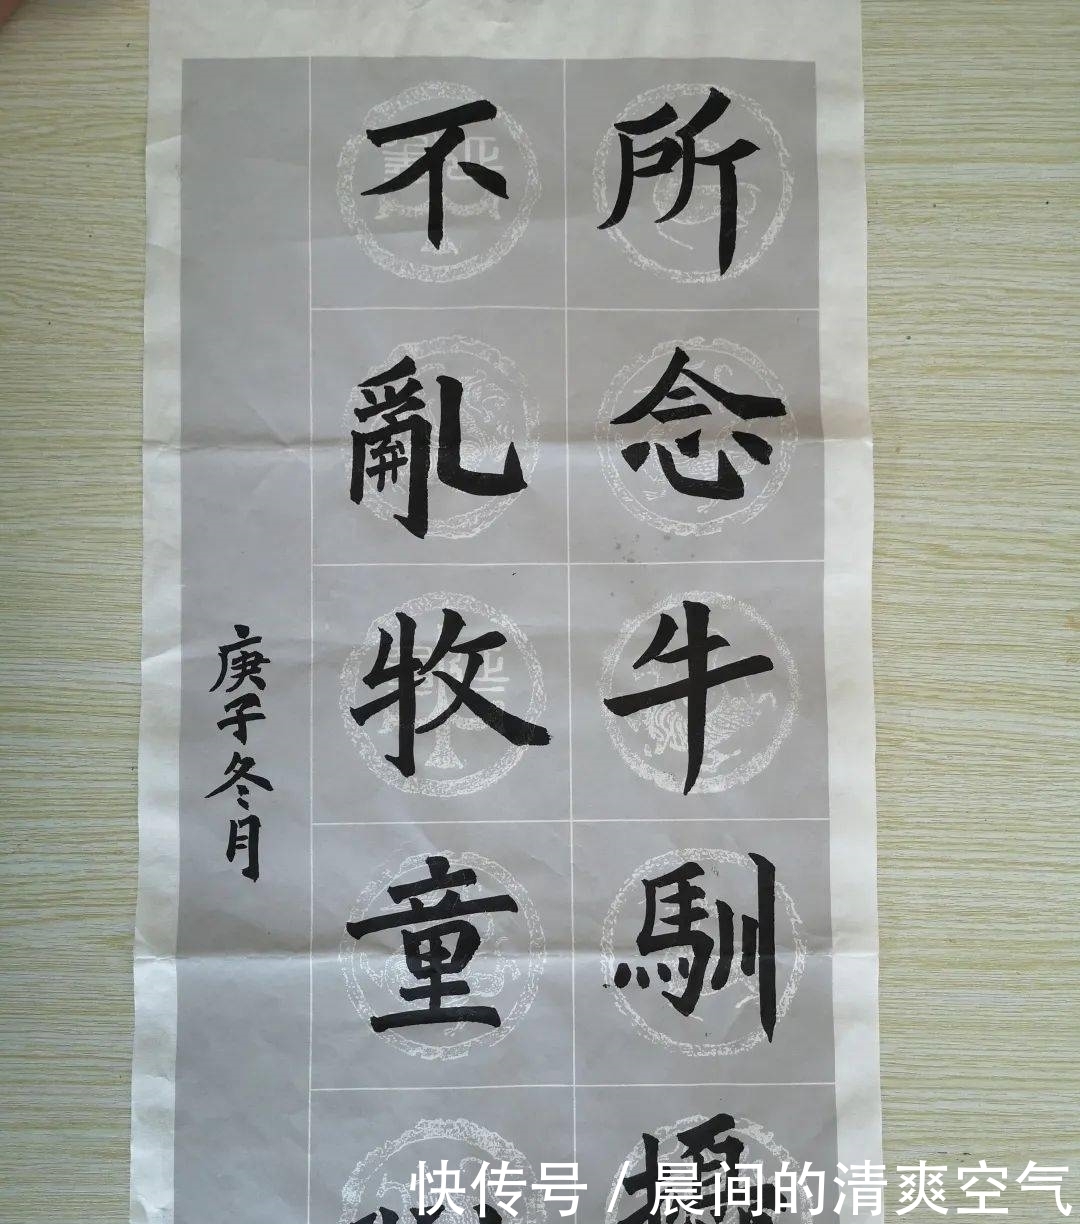 所念牛馴
不亂牧童
庚子冬月
快传号 / 晨间的清爽空气